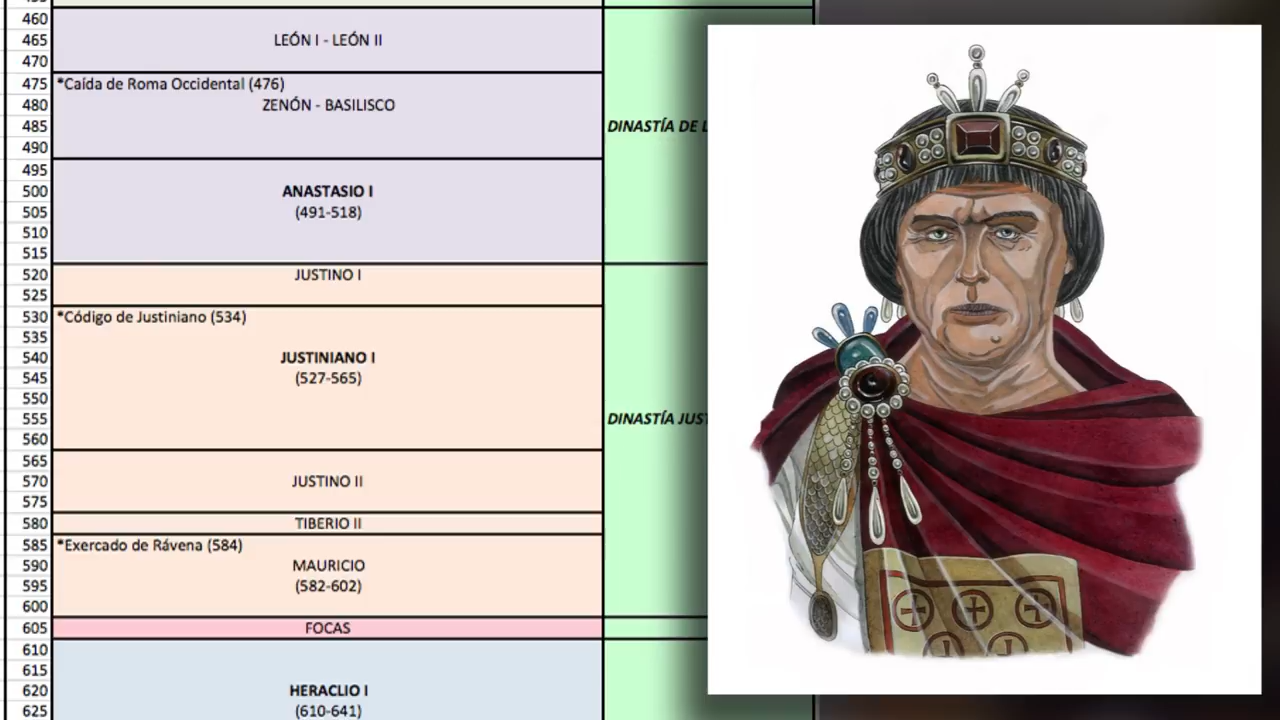 460
465
LEÓN I - LEÓN II
470
475
*Caída de Roma Occidental (476)
480
ZENÓN - BASILISCO
485
DINASTÍA DE
490
495
500
ANASTASIO I
505
(491-518)
510
515
520
JUSTINO I
525
530
*Código de Justiniano (534)
535
540
JUSTINIANO I
545
(527-565)
550
555
DINASTÍA JUST
560
565
570
JUSTINO II
575
580
TIBERIO II
585
*Exercado de Rávena (584)
590
MAURICIO
595
(582-602)
600
605
FOCAS
610
615
620
HERACLIO I
625
(610-641)